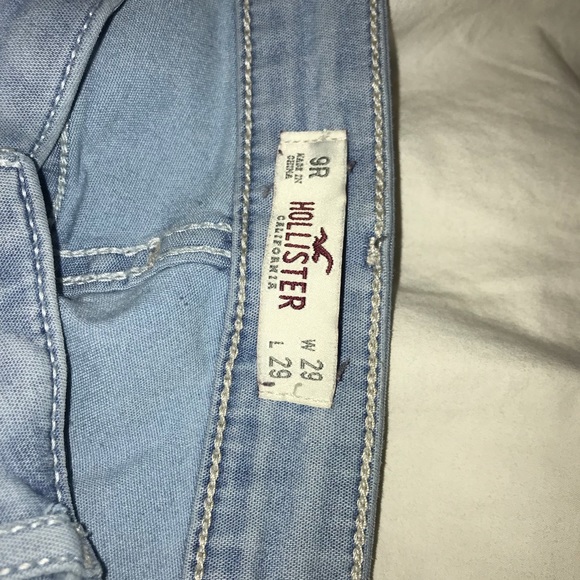 9R
MADE IN
CHINA
HOLLISTER
CALIFORNIA
W 29
L 29